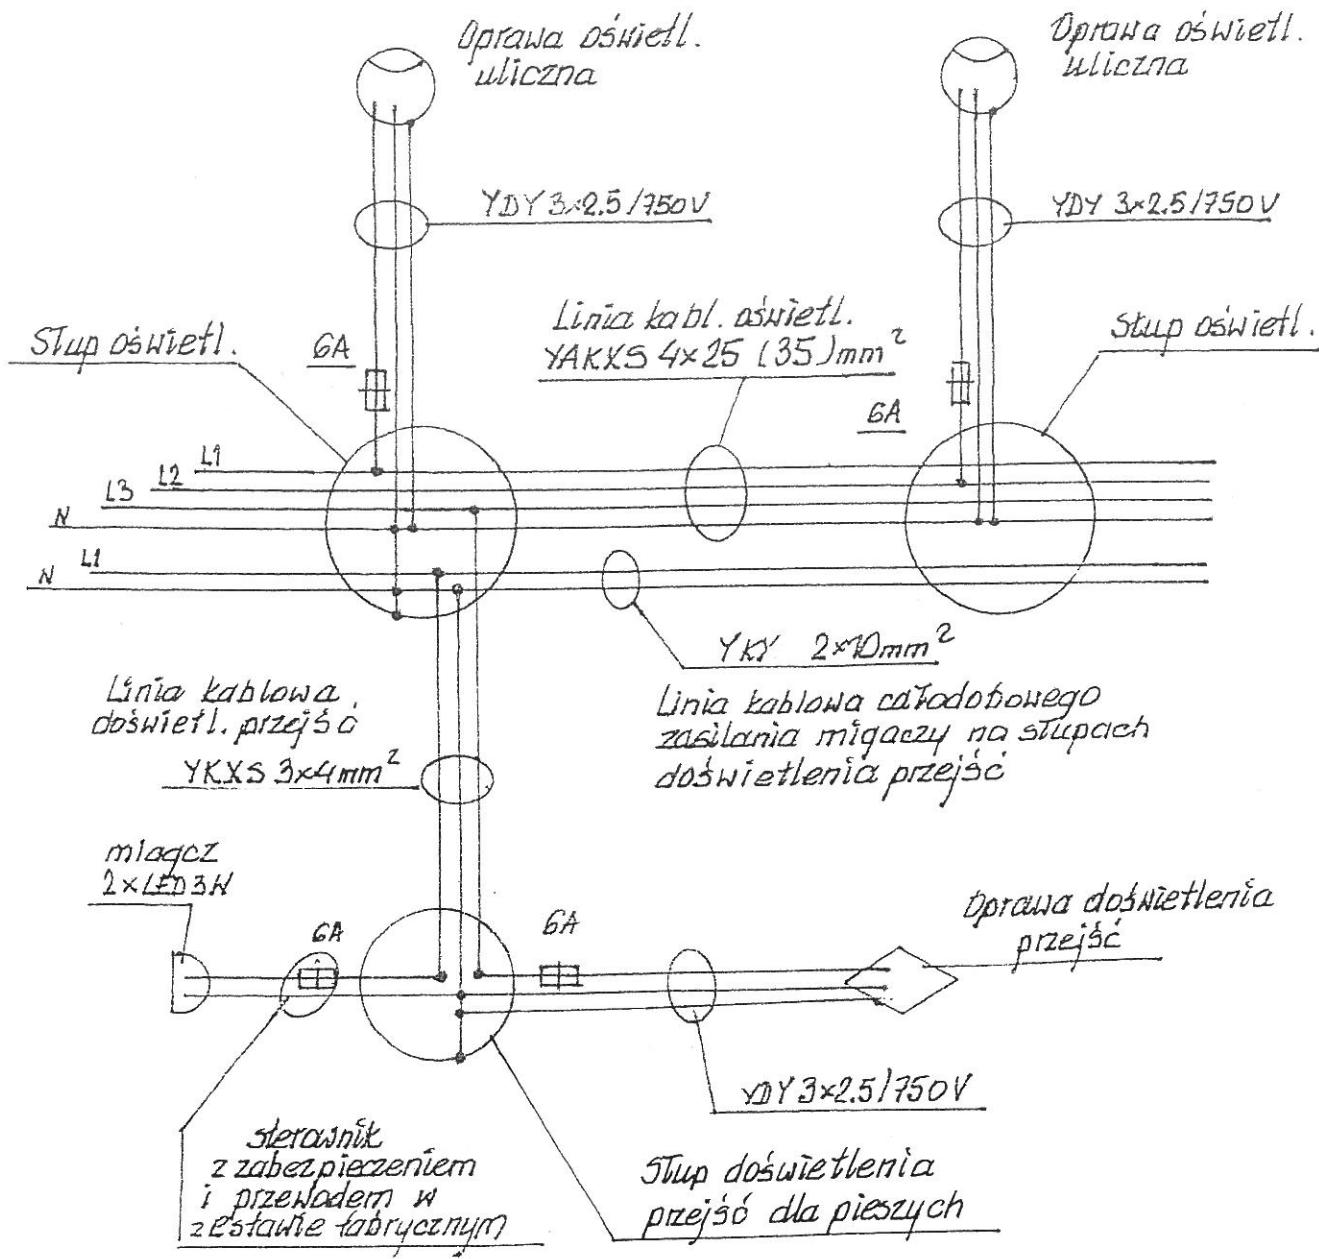 Oprawa oświetl.
uliczna
Oprawa oświetl.
uliczna
YDY 3×2.5/750V
YDY 3×2.5/750V
Słup oświetl.
6A
Linia kabl. oświetl.
YAKXS 4×25 (35)mm²
Słup oświetl.
6A
L1
L2
L3
N
L1
N
YKY 2×10mm²
Linia kablowa
doświetl. przejść
YKXS 3×4mm²
Linia kablowa całodobowego
zasilania migaczy na słupach
doświetlenia przejść
migacz
2×LED3W
6A
6A
Oprawa doświetlenia
przejść
YDY 3×2.5/750V
sterownik
z zabezpieczeniem
i przewodem w
zestawie fabrycznym
Słup doświetlenia
przejść dla pieszych